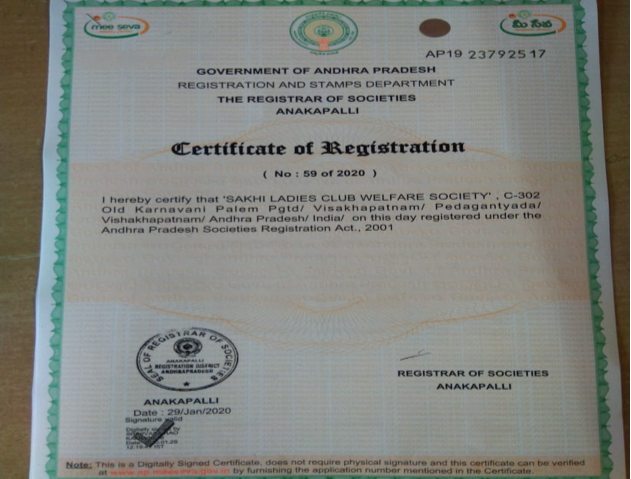 mee seva
మీ సేవ
AP19 23792517
GOVERNMENT OF ANDHRA PRADESH
REGISTRATION AND STAMPS DEPARTMENT
THE REGISTRAR OF SOCIETIES
ANAKAPALLI
Certificate of Registration
( No : 59 of 2020 )
I hereby certify that 'SAKHI LADIES CLUB WELFARE SOCIETY' , C-302
Old Karnavani Palem Pgtd/ Visakhapatnam/ Pedagantyada/
Vishakhapatnam/ Andhra Pradesh/ India/ on this day registered under the
Andhra Pradesh Societies Registration Act., 2001
SEAL OF REGISTRAR OF SOCIETIES
ANAKAPALLI
REGISTRATION DISTRICT
ANDHRAPRADESH
REGISTRAR OF SOCIETIES
ANAKAPALLI
ANAKAPALLI
Date : 29/Jan/2020
Signature valid
Digitally signed by
Note: This is a Digitally Signed Certificate, does not require physical signature and this certificate can be verified
at by furnishing the application number mentioned in the Certificate.